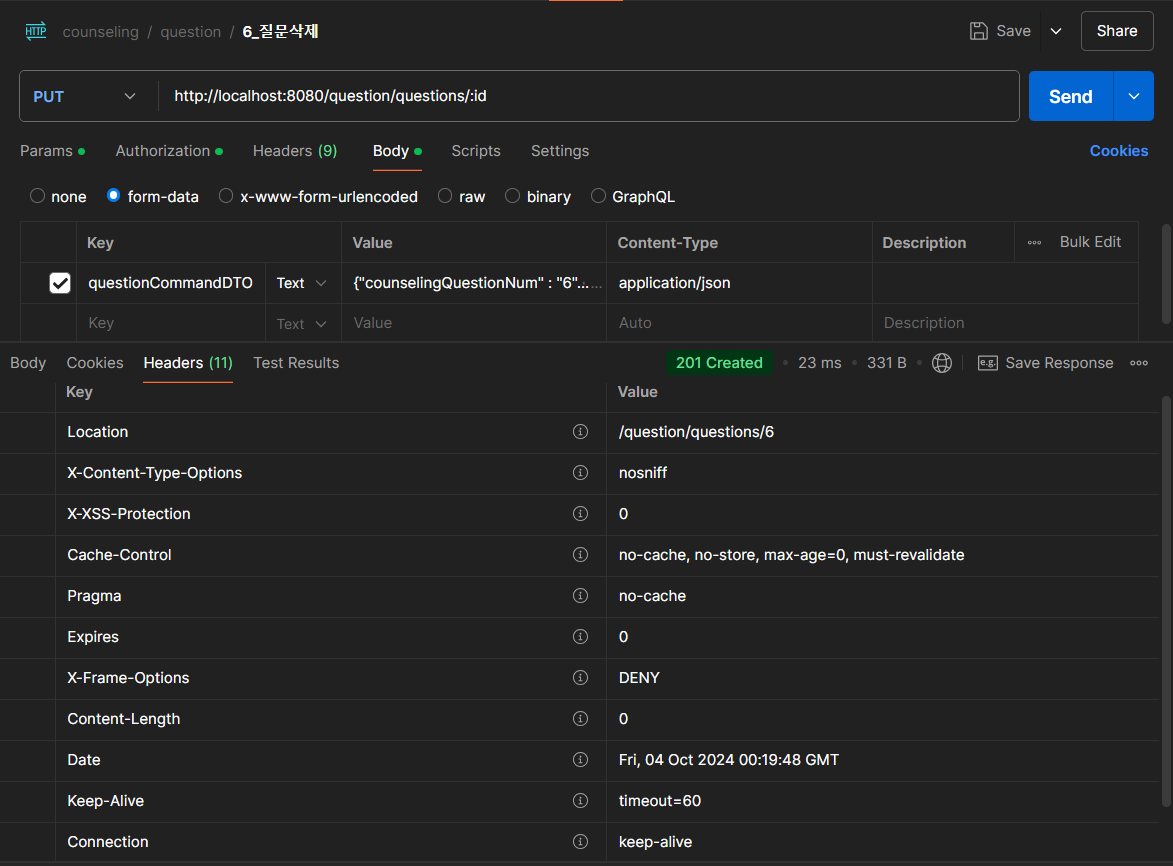 HTTP counseling / question / 6_질문삭제 Save Share
PUT http://localhost:8080/question/questions/:id Send
Params Authorization Headers (9) Body Scripts Settings Cookies
none form-data x-www-form-urlencoded raw binary GraphQL
Key Value Content-Type Description Bulk Edit
questionCommandDTO Text {"counselingQuestionNum" : "6"... application/json
Key Text Value Auto Description
Body Cookies Headers (11) Test Results 201 Created 23 ms 331 B e.g. Save Response
Key Value
Location /question/questions/6
X-Content-Type-Options nosniff
X-XSS-Protection 0
Cache-Control no-cache, no-store, max-age=0, must-revalidate
Pragma no-cache
Expires 0
X-Frame-Options DENY
Content-Length 0
Date Fri, 04 Oct 2024 00:19:48 GMT
Keep-Alive timeout=60
Connection keep-alive